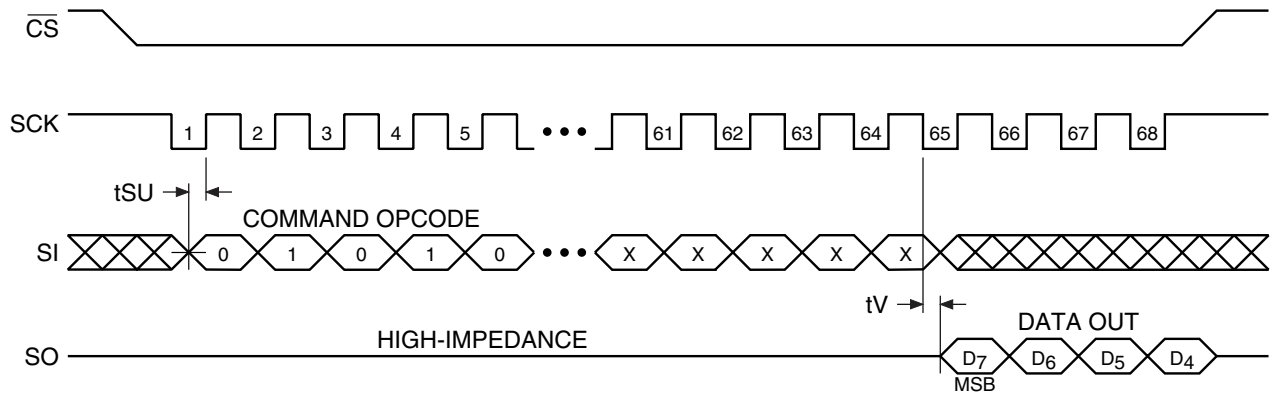 CS
SCK
1 2 3 4 5 ••• 61 62 63 64 65 66 67 68
tSU
COMMAND OPCODE
SI
0 1 0 1 0 ••• X X X X X
tV
HIGH-IMPEDANCE
DATA OUT
SO
D7 D6 D5 D4
MSB